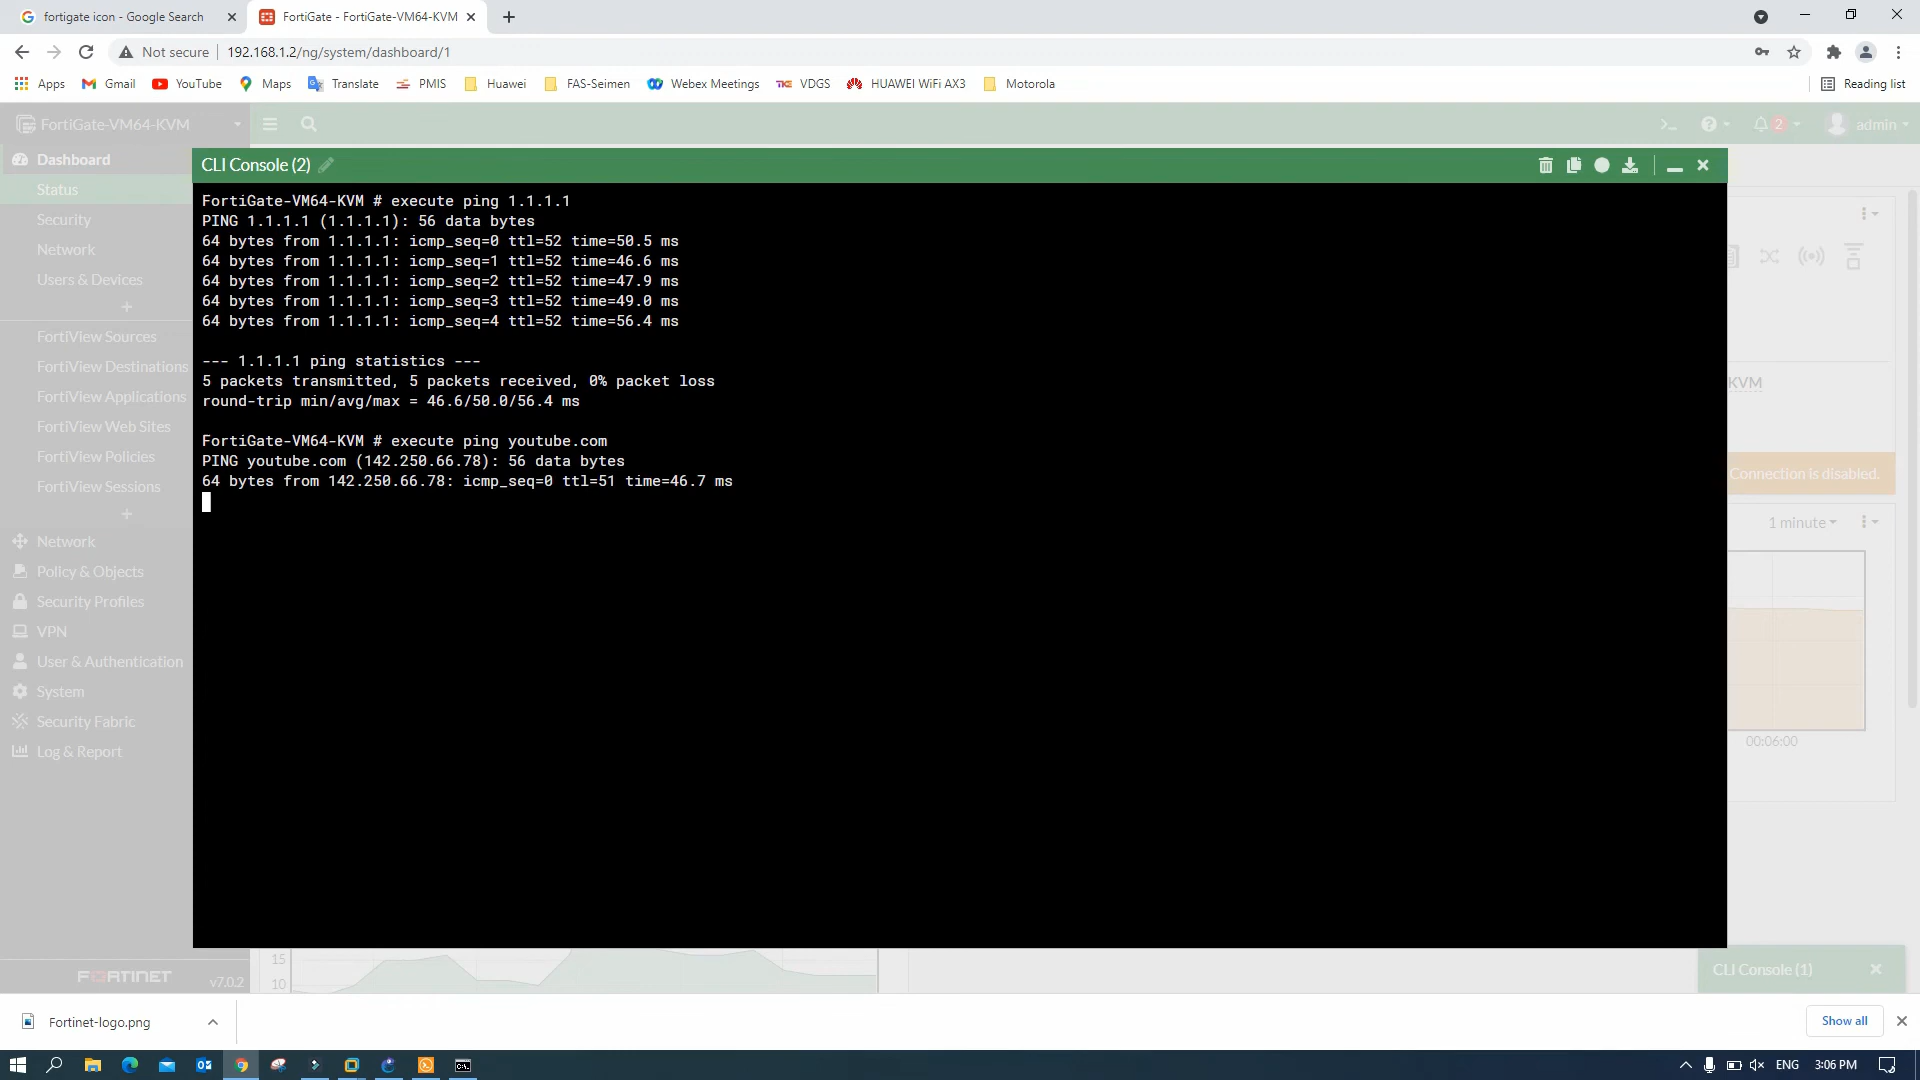 fortigate icon - Google Search
FortiGate - FortiGate-VM64-KVM
Not secure
192.168.1.2/ng/system/dashboard/1
Apps
Gmail
YouTube
Maps
Translate
PMIS
Huawei
FAS-Seimen
Webex Meetings
VDGS
HUAWEI WiFi AX3
Motorola
Reading list
FortiGate-VM64-KVM
2
admin
Dashboard
Status
Security
Network
Users & Devices
FortiView Sources
FortiView Destinations
FortiView Applications
FortiView Web Sites
FortiView Policies
FortiView Sessions
Network
Policy & Objects
Security Profiles
VPN
User & Authentication
System
Security Fabric
Log & Report
FORTINET
v7.0.2
CLI Console (2)
FortiGate-VM64-KVM # execute ping 1.1.1.1
PING 1.1.1.1 (1.1.1.1): 56 data bytes
64 bytes from 1.1.1.1: icmp_seq=0 ttl=52 time=50.5 ms
64 bytes from 1.1.1.1: icmp_seq=1 ttl=52 time=46.6 ms
64 bytes from 1.1.1.1: icmp_seq=2 ttl=52 time=47.9 ms
64 bytes from 1.1.1.1: icmp_seq=3 ttl=52 time=49.0 ms
64 bytes from 1.1.1.1: icmp_seq=4 ttl=52 time=56.4 ms
--- 1.1.1.1 ping statistics ---
5 packets transmitted, 5 packets received, 0% packet loss
round-trip min/avg/max = 46.6/50.0/56.4 ms
FortiGate-VM64-KVM # execute ping youtube.com
PING youtube.com (142.250.66.78): 56 data bytes
64 bytes from 142.250.66.78: icmp_seq=0 ttl=51 time=46.7 ms
KVM
Connection is disabled.
1 minute
00:06:00
15
10
CLI Console (1)
Fortinet-logo.png
Show all
ENG
3:06 PM